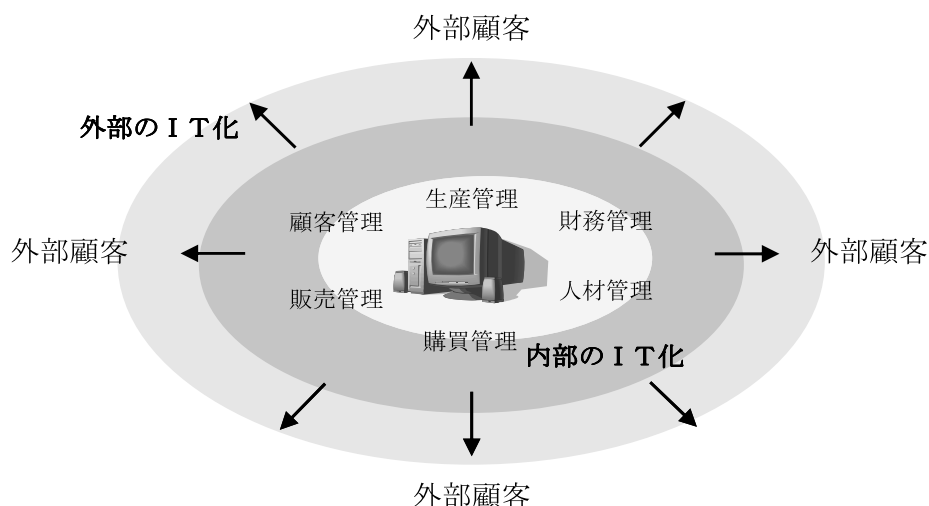 外部顧客
外部のＩＴ化
生産管理
顧客管理
財務管理
外部顧客
外部顧客
販売管理
人材管理
購買管理
内部のＩＴ化
外部顧客